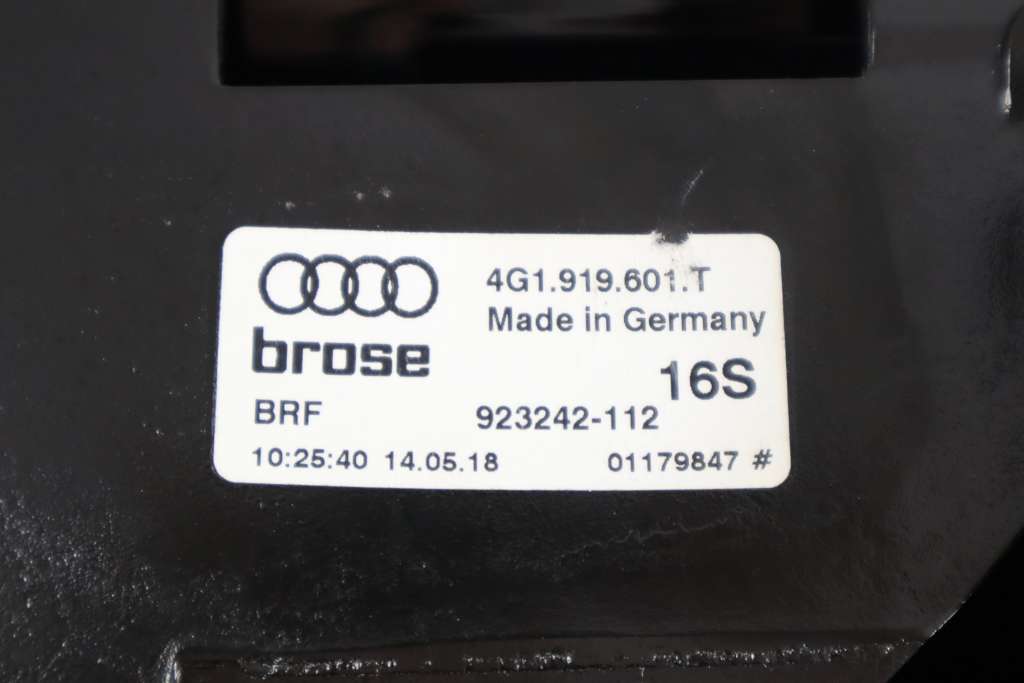 4G1.919.601.T
Made in Germany
brose
16S
BRF 923242-112
10:25:40 14.05.18 01179847 #